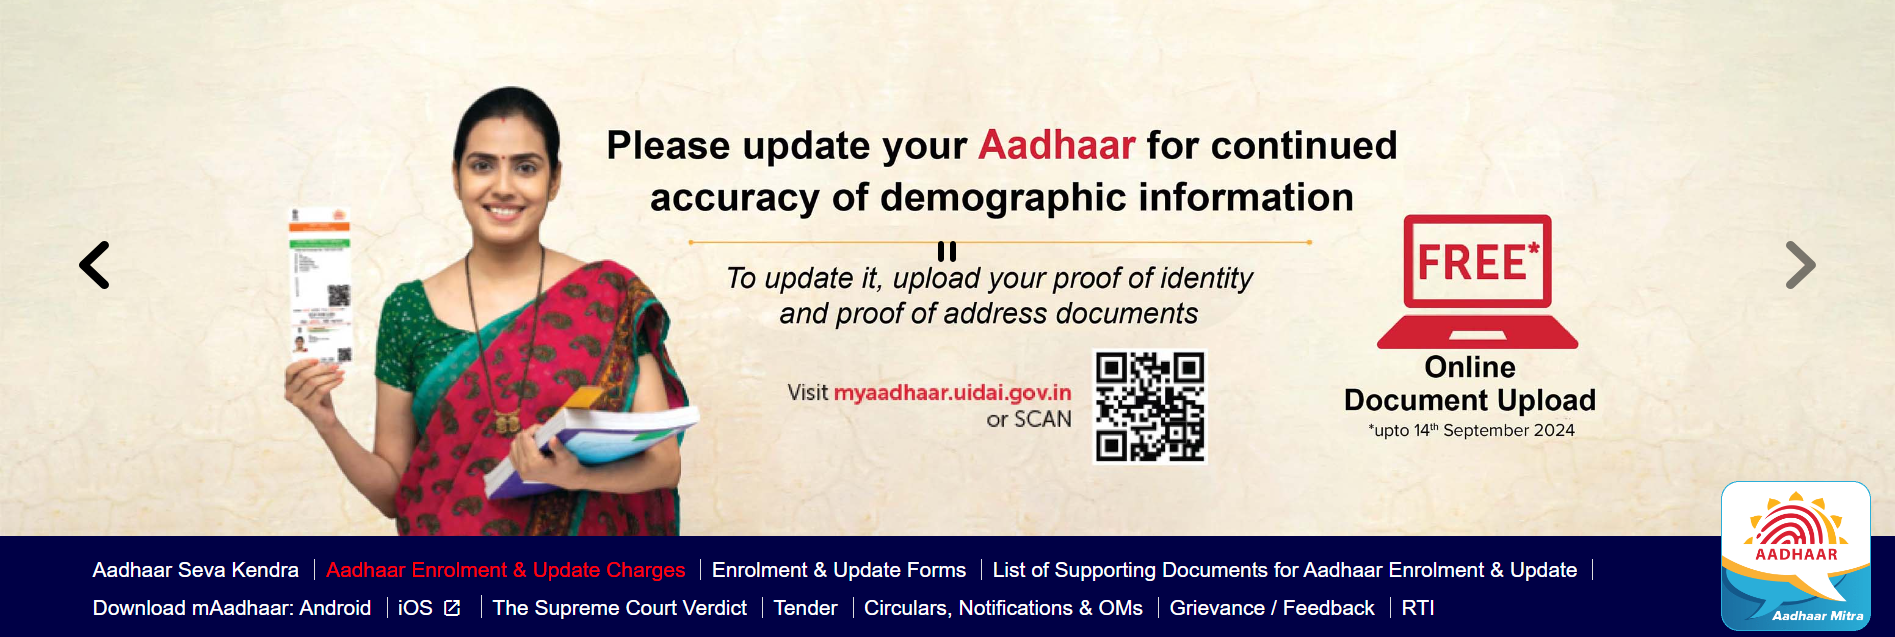 Please update your Aadhaar for continued
accuracy of demographic information
To update it, upload your proof of identity
and proof of address documents
Visit myaadhaar.uidai.gov.in
or SCAN
FREE*
Online
Document Upload
*upto 14th September 2024
Aadhaar Seva Kendra
Aadhaar Enrolment & Update Charges
Enrolment & Update Forms
List of Supporting Documents for Aadhaar Enrolment & Update
Download mAadhaar: Android
iOS
The Supreme Court Verdict
Tender
Circulars, Notifications & OMs
Grievance / Feedback
RTI
AADHAAR
Aadhaar Mitra